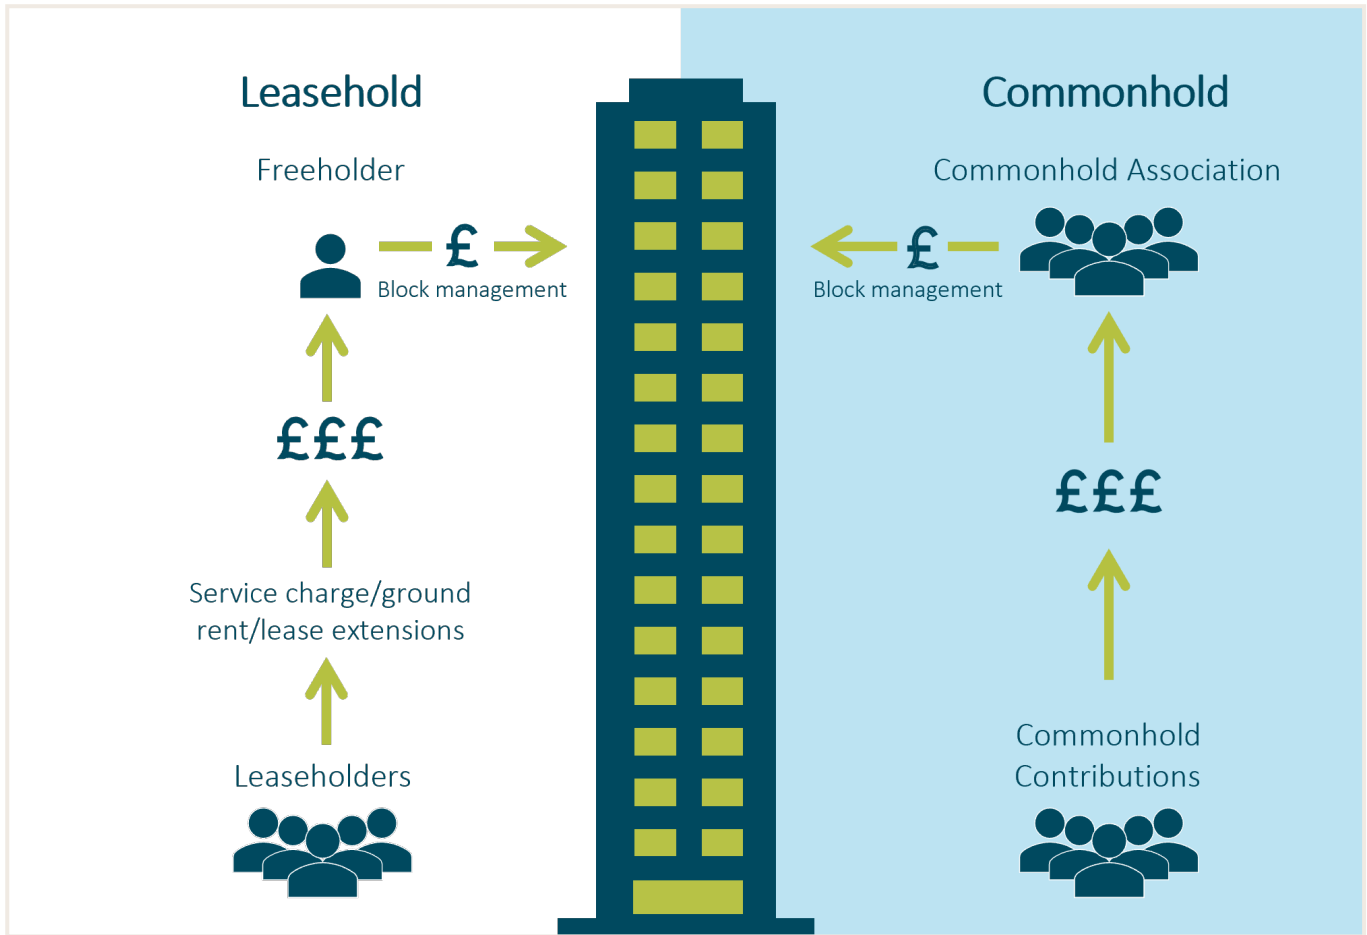 Leasehold
Freeholder
£
Block management
£££
Service charge/ground
rent/lease extensions
Leaseholders
Commonhold
Commonhold Association
£
Block management
£££
Commonhold
Contributions